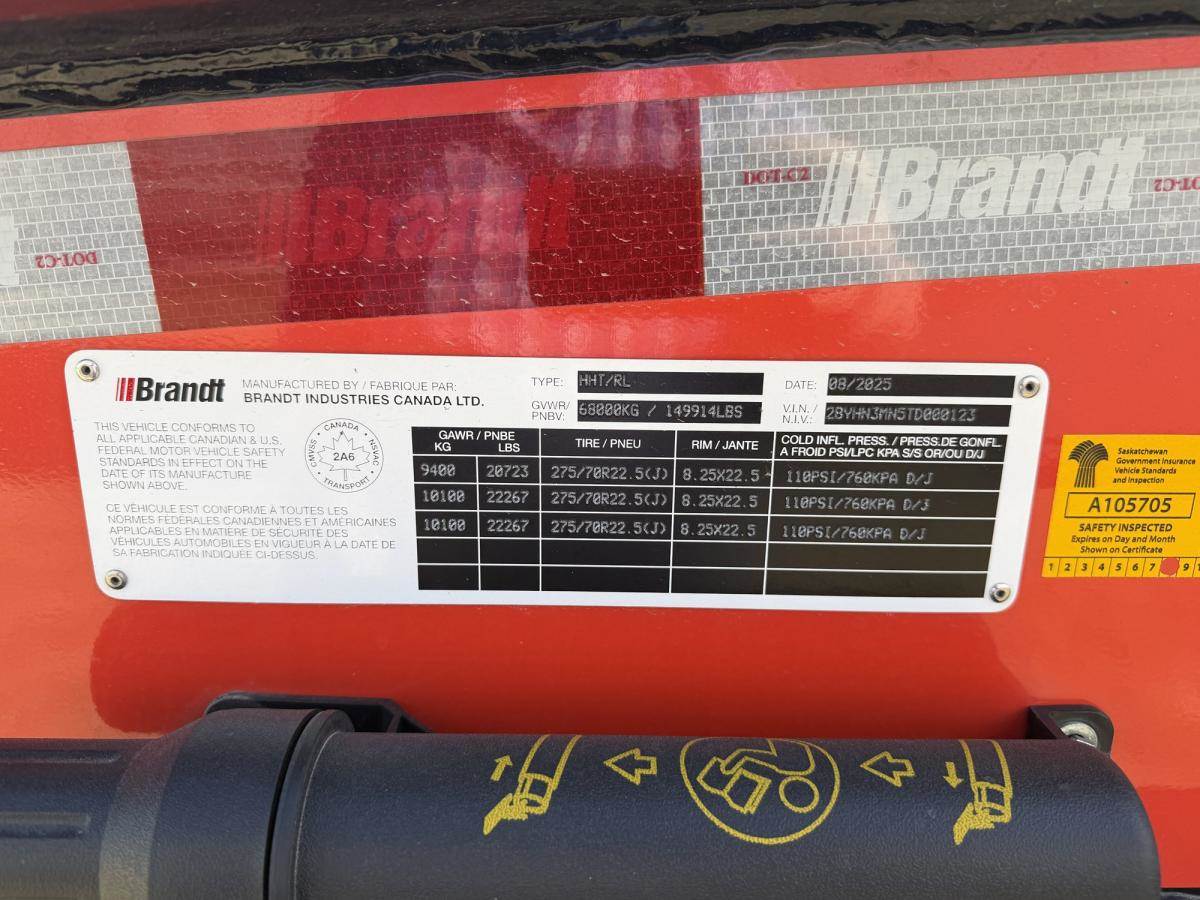 DOT-C2
Brandt
DOT-C2
Brandt
DOT-C2
Brandt
MANUFACTURED BY / FABRIQUE PAR:
BRANDT INDUSTRIES CANADA LTD.
TYPE: HHT/RL
DATE: 08/2025
GVWR/
PNBV: 68000KG / 149914LBS
V.I.N. /
N.I.V.: 2BYHN3MN5TD000123
THIS VEHICLE CONFORMS TO
ALL APPLICABLE CANADIAN & U.S.
FEDERAL MOTOR VEHICLE SAFETY
STANDARDS IN EFFECT ON THE
DATE OF ITS MANUFACTURE
SHOWN ABOVE.
CANADA
CMVSS
2A6
NSVAC
TRANSPORT
CE VÉHICULE EST CONFORME À TOUTES LES
NORMES FÉDÉRALES CANADIENNES ET AMÉRICAINES
APPLICABLES EN MATIÈRE DE SÉCURITÉ DES
VÉHICULES AUTOMOBILES EN VIGUEUR À LA DATE DE
SA FABRICATION INDIQUÉE CI-DESSUS.
GAWR / PNBE
KG LBS
TIRE / PNEU
RIM / JANTE
COLD INFL. PRESS. / PRESS.DE GONFL.
A FROID PSI/LPC KPA S/S OR/OU D/J
9400 20723 275/70R22.5(J) 8.25X22.5 110PSI/760KPA D/J
10100 22267 275/70R22.5(J) 8.25X22.5 110PSI/760KPA D/J
10100 22267 275/70R22.5(J) 8.25X22.5 110PSI/760KPA D/J
Saskatchewan
Government Insurance
Vehicle Standards
and Inspection
A105705
SAFETY INSPECTED
Expires on Day and Month
Shown on Certificate
1 2 3 4 5 6 7 9